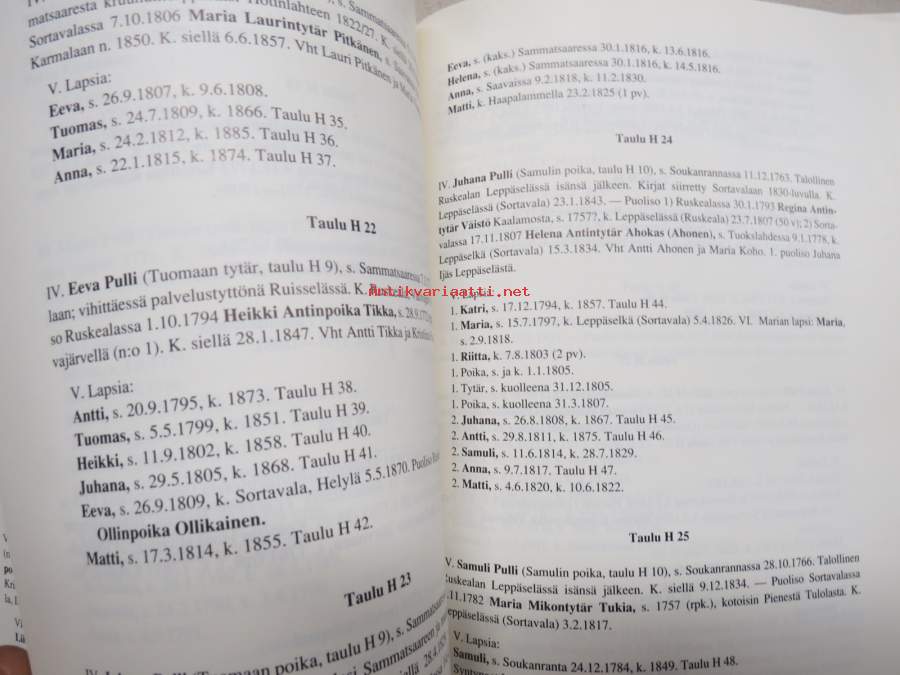 matsaaresta
Sortavalassa 7.10.1806 Maria Laurintytär Pitkänen, s.
Karmalaan n. 1850. K. siellä 6.6.1857. Vht Lauri Pitkänen ja
V. Lapsia:
Eeva, s. 26.9.1807, k. 9.6.1808.
Tuomas, s. 24.7.1809, k. 1866. Taulu H 35.
Maria, s. 24.2.1812, k. 1885. Taulu H 36.
Anna, s. 22.1.1815, k. 1874. Taulu H 37.
Taulu H 22
IV. Eeva Pulli (Tuomaan tytär, taulu H 9), s. Sammatsaaressa
laan; vihittäessä palvelustyttönä Ruisselässä. K.
so Ruskealassa 1.10.1794 Heikki Antinpoika Tikka, s.
vajärvellä (n:o 1). K. siellä 28.1.1847. Vht Antti Tikka ja
V. Lapsia:
Antti, s. 20.9.1795, k. 1873. Taulu H 38.
Tuomas, s. 5.5.1799, k. 1851. Taulu H 39.
Heikki, s. 11.9.1802, k. 1858. Taulu H 40.
Juhana, s. 29.5.1805, k. 1868. Taulu H 41.
Eeva, s. 26.9.1809, k. Sortavala, Helylä 5.5.1870. Puoliso
Ollinpoika Ollikainen.
Matti, s. 17.3.1814, k. 1855. Taulu H 42.
Taulu H 23
poika, taulu H 9), s.
Eeva, s. (kaks.) Sammatsaaressa 30.1.1816, k. 13.6.1816.
Helena, s. (kaks.) Sammatsaaressa 30.1.1816, k. 14.5.1816.
Anna, s. Saavaissa 9.2.1818, k. 11.2.1830.
Matti, k. Haapalammella 23.2.1825 (1 pv).
Taulu H 24
IV. Juhana Pulli (Samulin poika, taulu H 10), s. Soukanrannassa 11.12.1763. Talollinen
Ruskealan Leppäselässä isänsä jälkeen. Kirjat siirretty Sortavalaan 1830-luvulla. K.
Leppäselässä (Sortavala) 23.1.1843. — Puoliso 1) Ruskealassa 30.1.1793 Regina Antin-
tytär Väistö Kaalamosta, s. 1757?, k. Leppäselässä (Ruskeala) 23.7.1807 (50 v); 2) Sorta-
valassa 17.11.1807 Helena Antintytär Ahokas (Ahonen), s. Tuokslahdessa 9.1.1778, k.
Leppäselkä (Sortavala) 15.3.1834. Vht Antti Ahonen ja Maria Koho. 1. puoliso Juhana
Ijäs Leppäselästä.
V. Lapsia:
1. Katri, s. 17.12.1794, k. 1857. Taulu H 44.
1. Maria, s. 15.7.1797, k. Leppäselkä (Sortavala) 5.4.1826. VI. Marian lapsi: Maria,
s. 2.9.1818.
1. Riitta, k. 7.8.1803 (2 pv).
1. Poika, s. ja k. 1.1.1805.
1. Tytär, s. kuolleena 31.12.1805.
1. Poika, s. kuolleena 31.3.1807.
2. Juhana, s. 26.8.1808, k. 1867. Taulu H 45.
2. Antti, s. 29.8.1811, k. 1875. Taulu H 46.
2. Samuli, s. 11.6.1814, k. 28.7.1829.
2. Anna, s. 9.7.1817. Taulu H 47.
2. Matti, s. 4.6.1820, k. 10.6.1822.
Taulu H 25
V. Samuli Pulli (Samulin poika, taulu H 10), s. Soukanrannassa 28.10.1766. Talollinen
Ruskealan Leppäselässä isänsä jälkeen. K. siellä 9.12.1834. — Puoliso Sortavalassa
.11.1782 Maria Mikontytär Tukia, s. 1757 (rpk.), kotoisin Pienestä Tulolasta. K.
eppäselässä (Sortavala) 3.2.1817.
V. Lapsia:
Samuli, s. Soukanranta 24.12.1784, k. 1849. Taulu H 48.
antikvariaatti.net